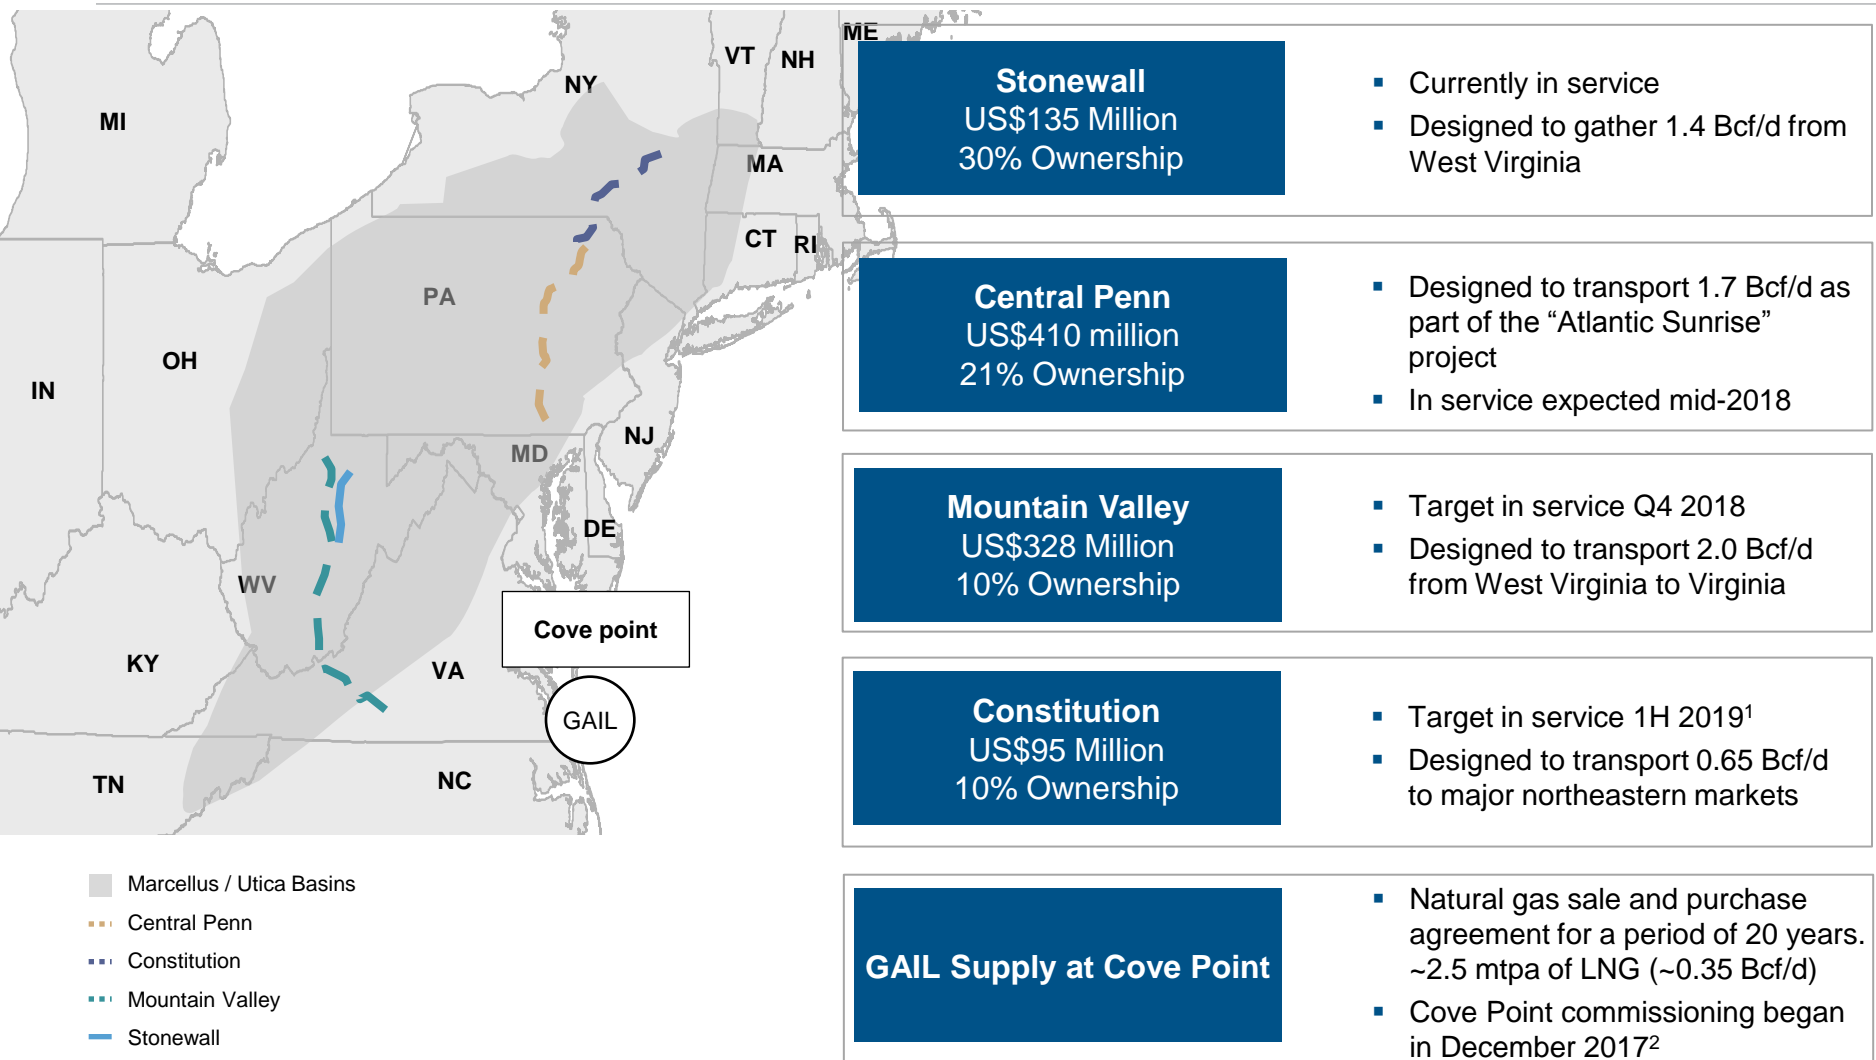 ME
VT
NH
NY
MI
MA
CT
RI
PA
OH
IN
NJ
MD
DE
WV
Cove point
KY
VA
GAIL
TN
NC
Marcellus / Utica Basins
Central Penn
Constitution
Mountain Valley
Stonewall
Stonewall
US$135 Million
30% Ownership
▪ Currently in service
▪ Designed to gather 1.4 Bcf/d from
West Virginia
Central Penn
US$410 million
21% Ownership
▪ Designed to transport 1.7 Bcf/d as
part of the “Atlantic Sunrise”
project
▪ In service expected mid-2018
Mountain Valley
US$328 Million
10% Ownership
▪ Target in service Q4 2018
▪ Designed to transport 2.0 Bcf/d
from West Virginia to Virginia
Constitution
US$95 Million
10% Ownership
▪ Target in service 1H 2019¹
▪ Designed to transport 0.65 Bcf/d
to major northeastern markets
GAIL Supply at Cove Point
▪ Natural gas sale and purchase
agreement for a period of 20 years.
~2.5 mtpa of LNG (~0.35 Bcf/d)
▪ Cove Point commissioning began
in December 2017²